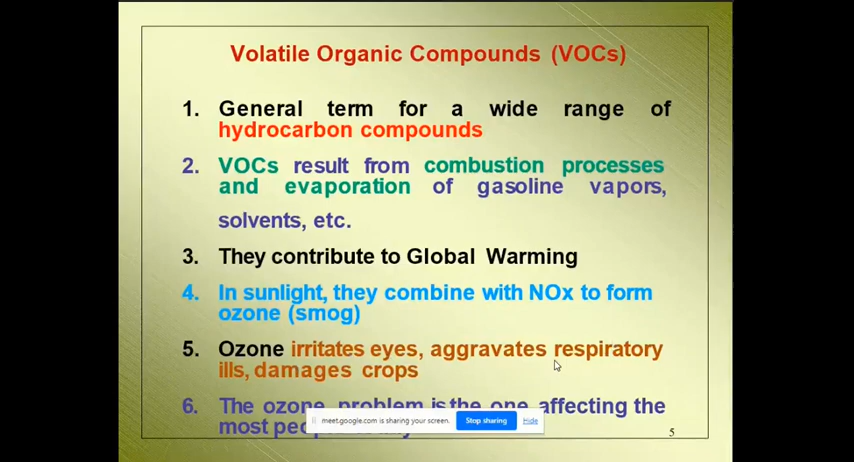 Volatile Organic Compounds (VOCs)
1. General term for a wide range of
hydrocarbon compounds
2. VOCs result from combustion processes
and evaporation of gasoline vapors,
solvents, etc.
3. They contribute to Global Warming
4. In sunlight, they combine with NOx to form
ozone (smog)
5. Ozone irritates eyes, aggravates respiratory
ills, damages crops
6. The ozone problem is the one affecting the
most
meet.google.com is sharing your screen. Stop sharing Hide
5